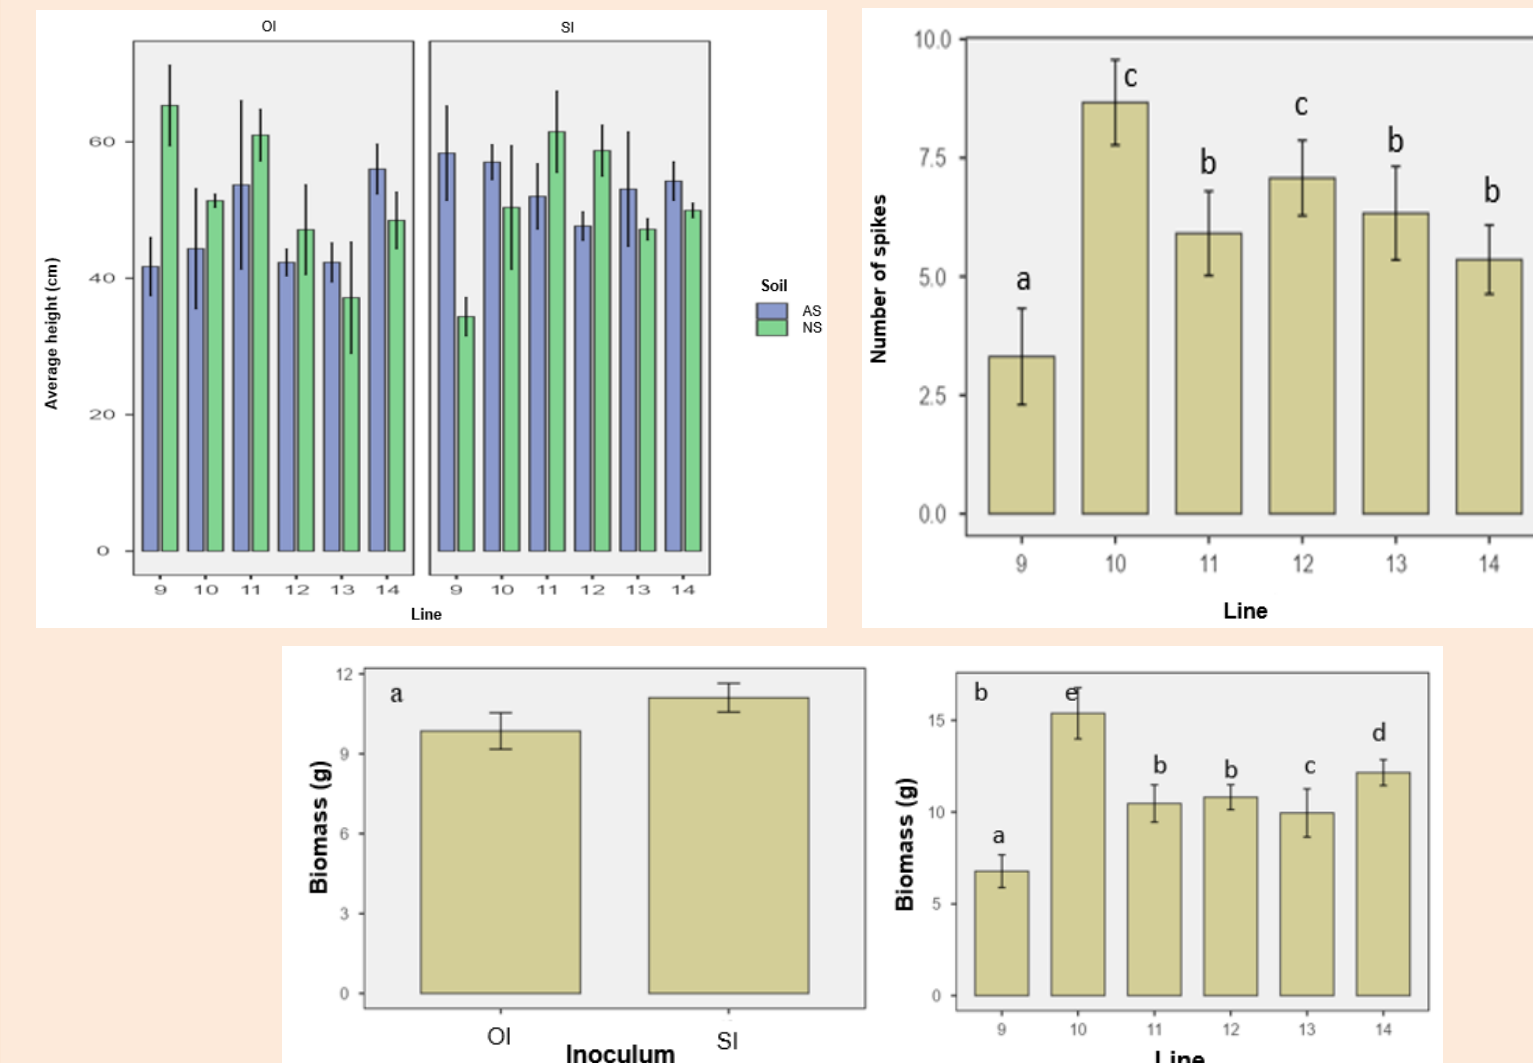 OI SI
60
40
20
0
Average height (cm)
9 10 11 12 13 14 9 10 11 12 13 14
Line
Soil
AS
NS
10.0
7.5
5.0
2.5
0.0
Number of spikes
a c b c b b
9 10 11 12 13 14
Line
a
12
9
6
3
0
Biomass (g)
OI SI
Inoculum
b
15
10
5
0
Biomass (g)
a e b b c d
9 10 11 12 13 14
Line